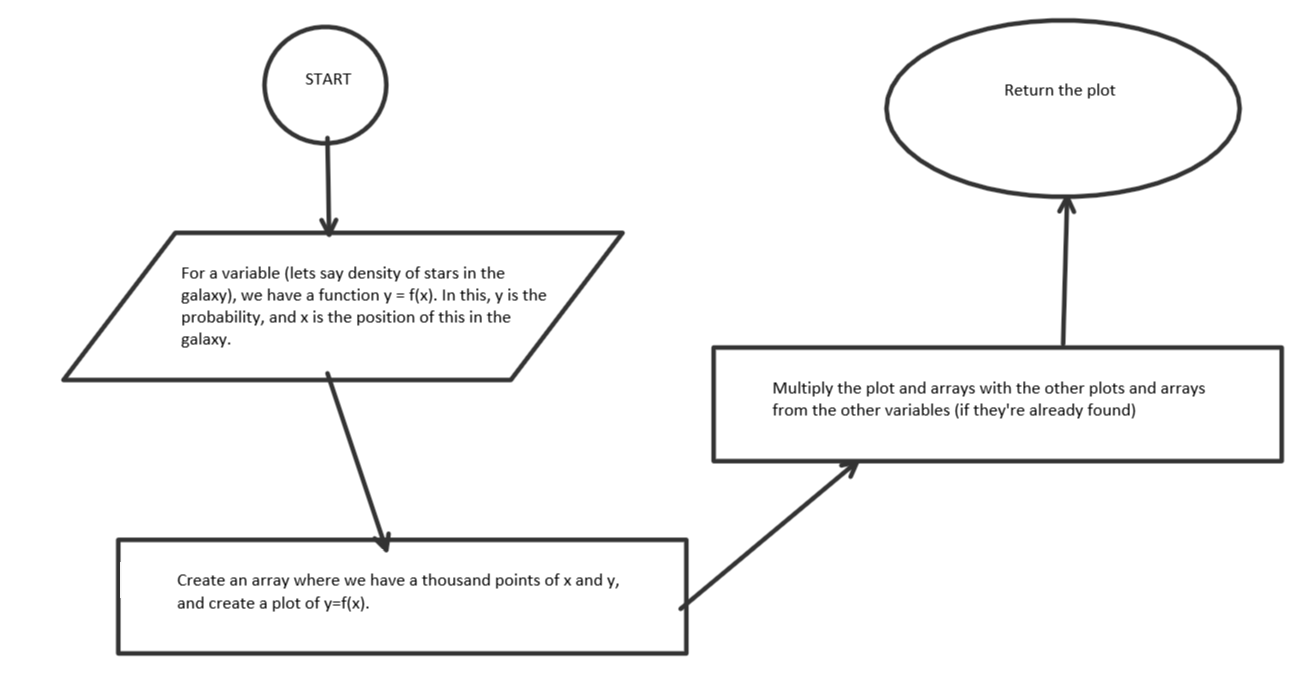 START
For a variable (lets say density of stars in the
galaxy), we have a function y = f(x). In this, y is the
probability, and x is the position of this in the
galaxy.
Create an array where we have a thousand points of x and y,
and create a plot of y=f(x).
Multiply the plot and arrays with the other plots and arrays
from the other variables (if they're already found)
Return the plot